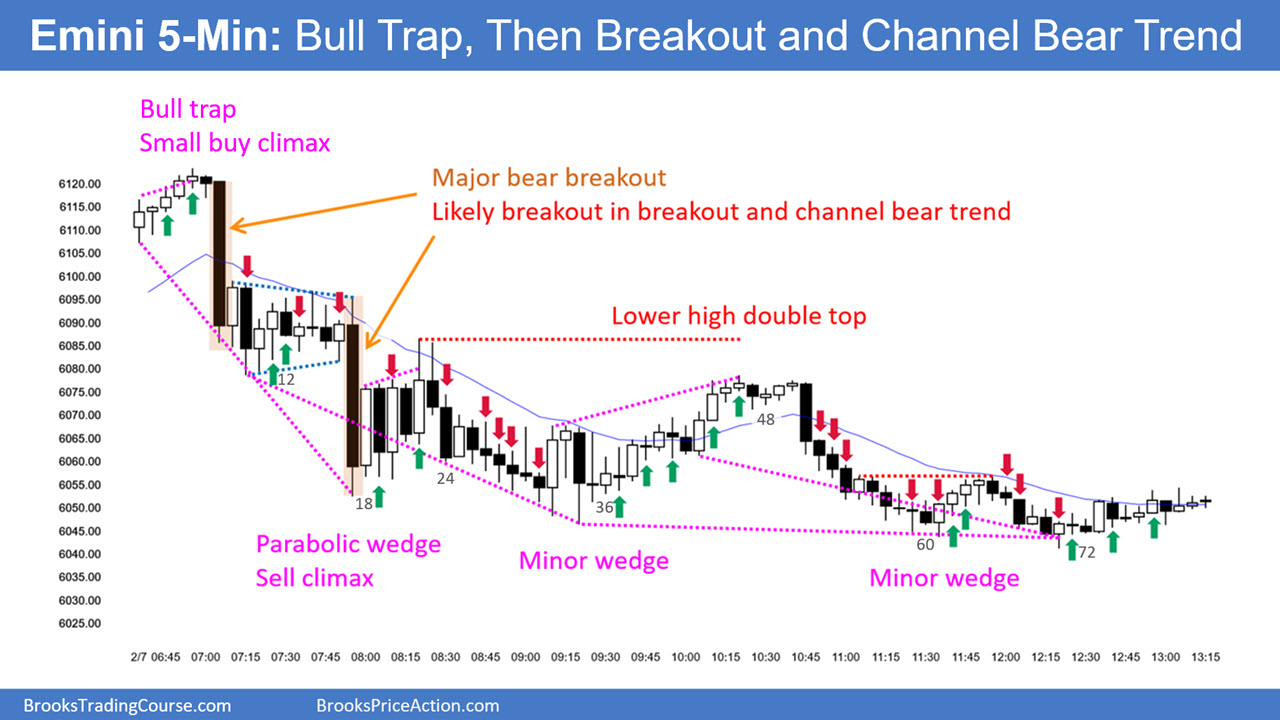 Emini 5-Min: Bull Trap, Then Breakout and Channel Bear Trend
Bull trap
Small buy climax
Major bear breakout
Likely breakout in breakout and channel bear trend
Lower high double top
6120.00
6115.00
6110.00
6105.00
6100.00
6095.00
6090.00
6085.00
6080.00
6075.00
6070.00
6065.00
6060.00
6055.00
6050.00
6045.00
6040.00
6035.00
6030.00
6025.00
12
18
24
36
48
60
72
Parabolic wedge
Sell climax
Minor wedge
Minor wedge
2/7 06:45 07:00 07:15 07:30 07:45 08:00 08:15 08:30 08:45 09:00 09:15 09:30 09:45 10:00 10:15 10:30 10:45 11:00 11:15 11:30 11:45 12:00 12:15 12:30 12:45 13:00 13:15
BrooksTradingCourse.com BrooksPriceAction.com